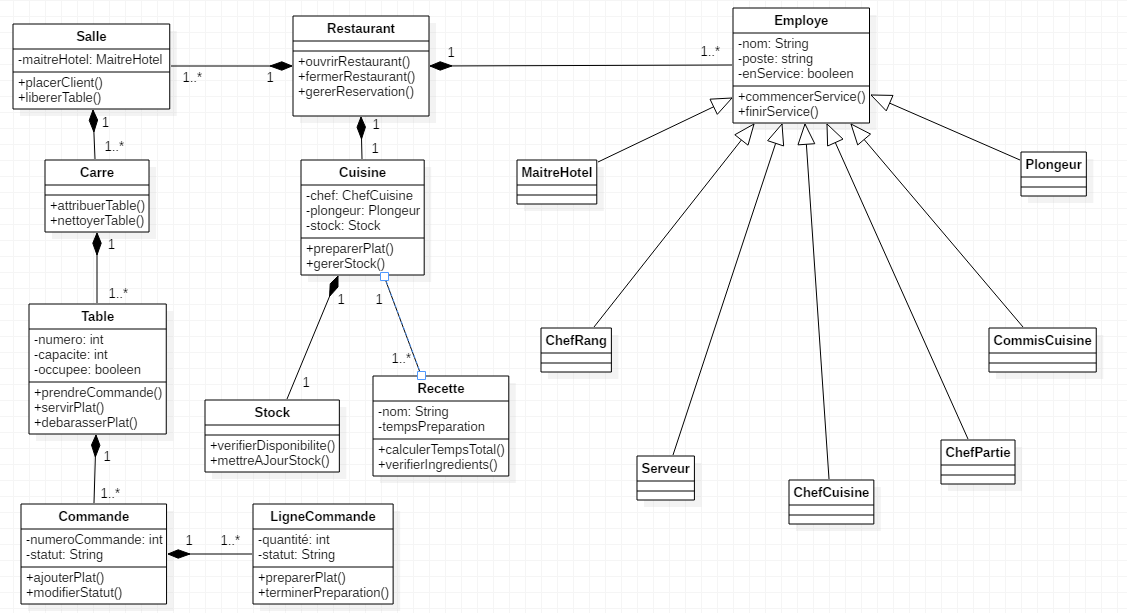 Salle
-maitreHotel: MaitreHotel
+placerClient()
+libererTable()
1..*
1
Restaurant
+ouvrirRestaurant()
+fermerRestaurant()
+gererReservation()
1
1..*
Employe
-nom: String
-poste: string
-enService: booleen
+commencerService()
+finirService()
1
1..*
Carre
+attribuerTable()
+nettoyerTable()
1
1
Cuisine
-chef: ChefCuisine
-plongeur: Plongeur
-stock: Stock
+preparerPlat()
+gererStock()
MaitreHotel
Plongeur
1
1..*
Table
-numero: int
-capacite: int
-occupee: booleen
+prendreCommande()
+servirPlat()
+debarasserPlat()
1
1
1
1..*
ChefRang
CommisCuisine
Stock
+verifierDisponibilite()
+mettreAJourStock()
Recette
-nom: String
-tempsPreparation
+calculerTempsTotal()
+verifierIngredients()
Serveur
ChefCuisine
ChefPartie
1
1..*
Commande
-numeroCommande: int
-statut: String
+ajouterPlat()
+modifierStatut()
1
1..*
LigneCommande
-quantité: int
-statut: String
+preparerPlat()
+terminerPreparation()